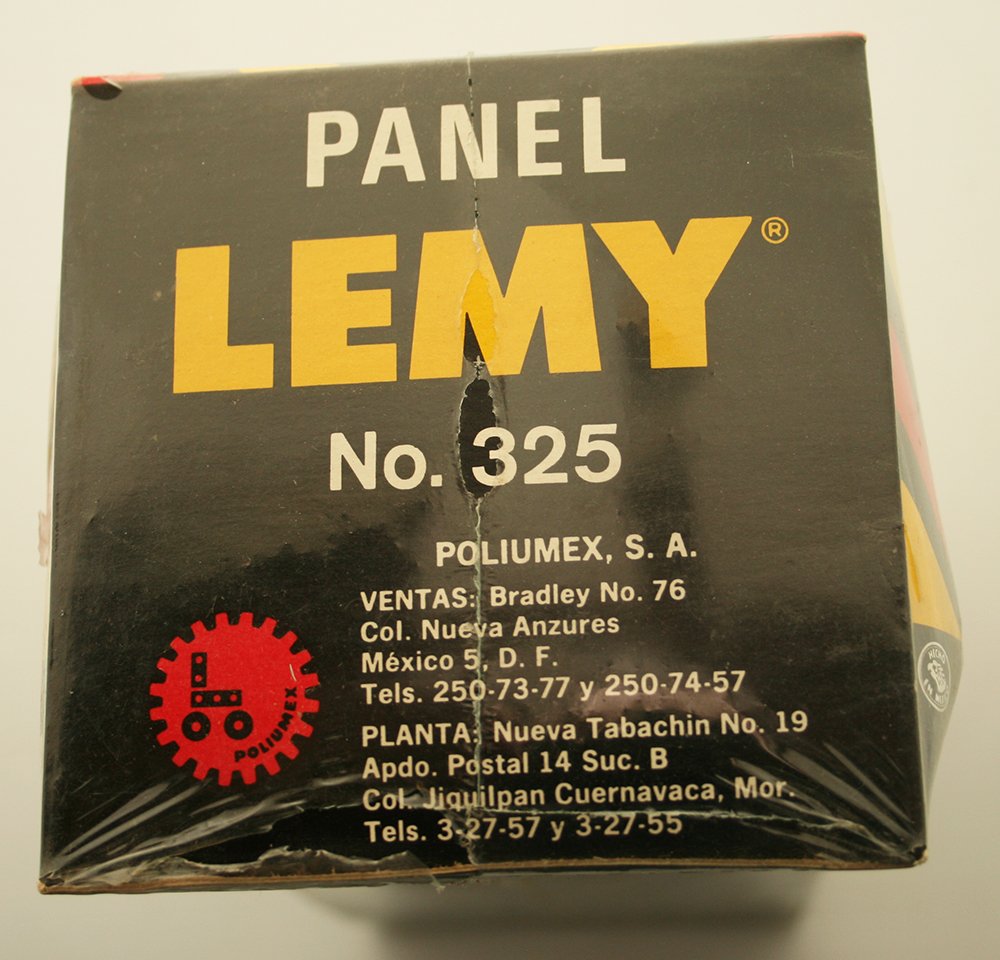 PANEL
LEMY®
No. 325
POLIUMEX, S. A.
VENTAS: Bradley No. 76
Col. Nueva Anzures
México 5, D. F.
Tels. 250-73-77 y 250-74-57
PLANTA: Nueva Tabachin No. 19
Apdo. Postal 14 Suc. B
Col. Jiquilpan Cuernavaca, Mor.
Tels. 3-27-57 y 3-27-55
POLIUMEX
HECHO
EN